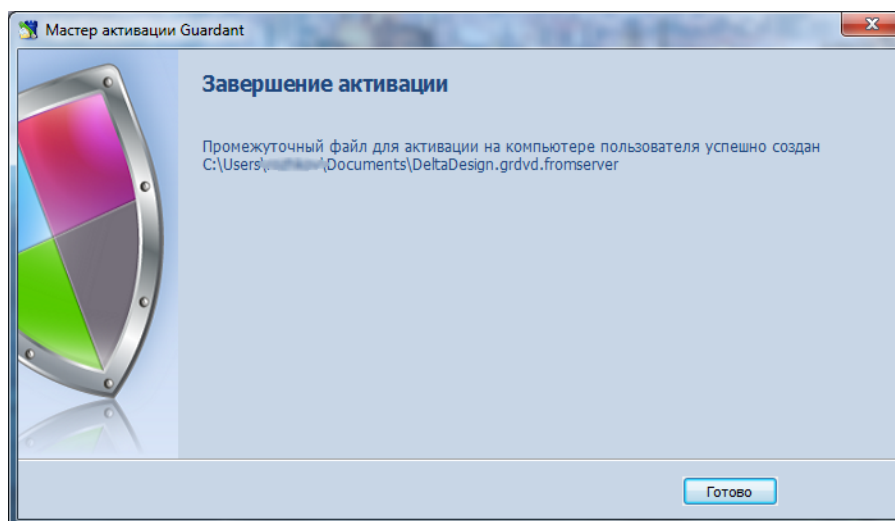 Мастер активации Guardant
Завершение активации
Промежуточный файл для активации на компьютере пользователя успешно создан
C:\Users\ \Documents\DeltaDesign.grdvd.fromserver
Готово